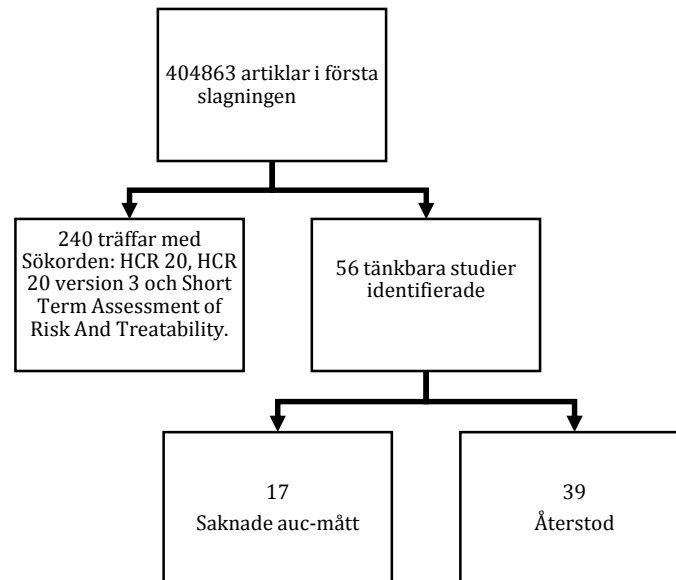 404863 artiklar i första
slagningen
240 träffar med
Sökorden: HCR 20, HCR
20 version 3 och Short
Term Assessment of
Risk And Treatability.
56 tänkbara studier
identifierade
17
Saknade auc-mått
39
Återstod